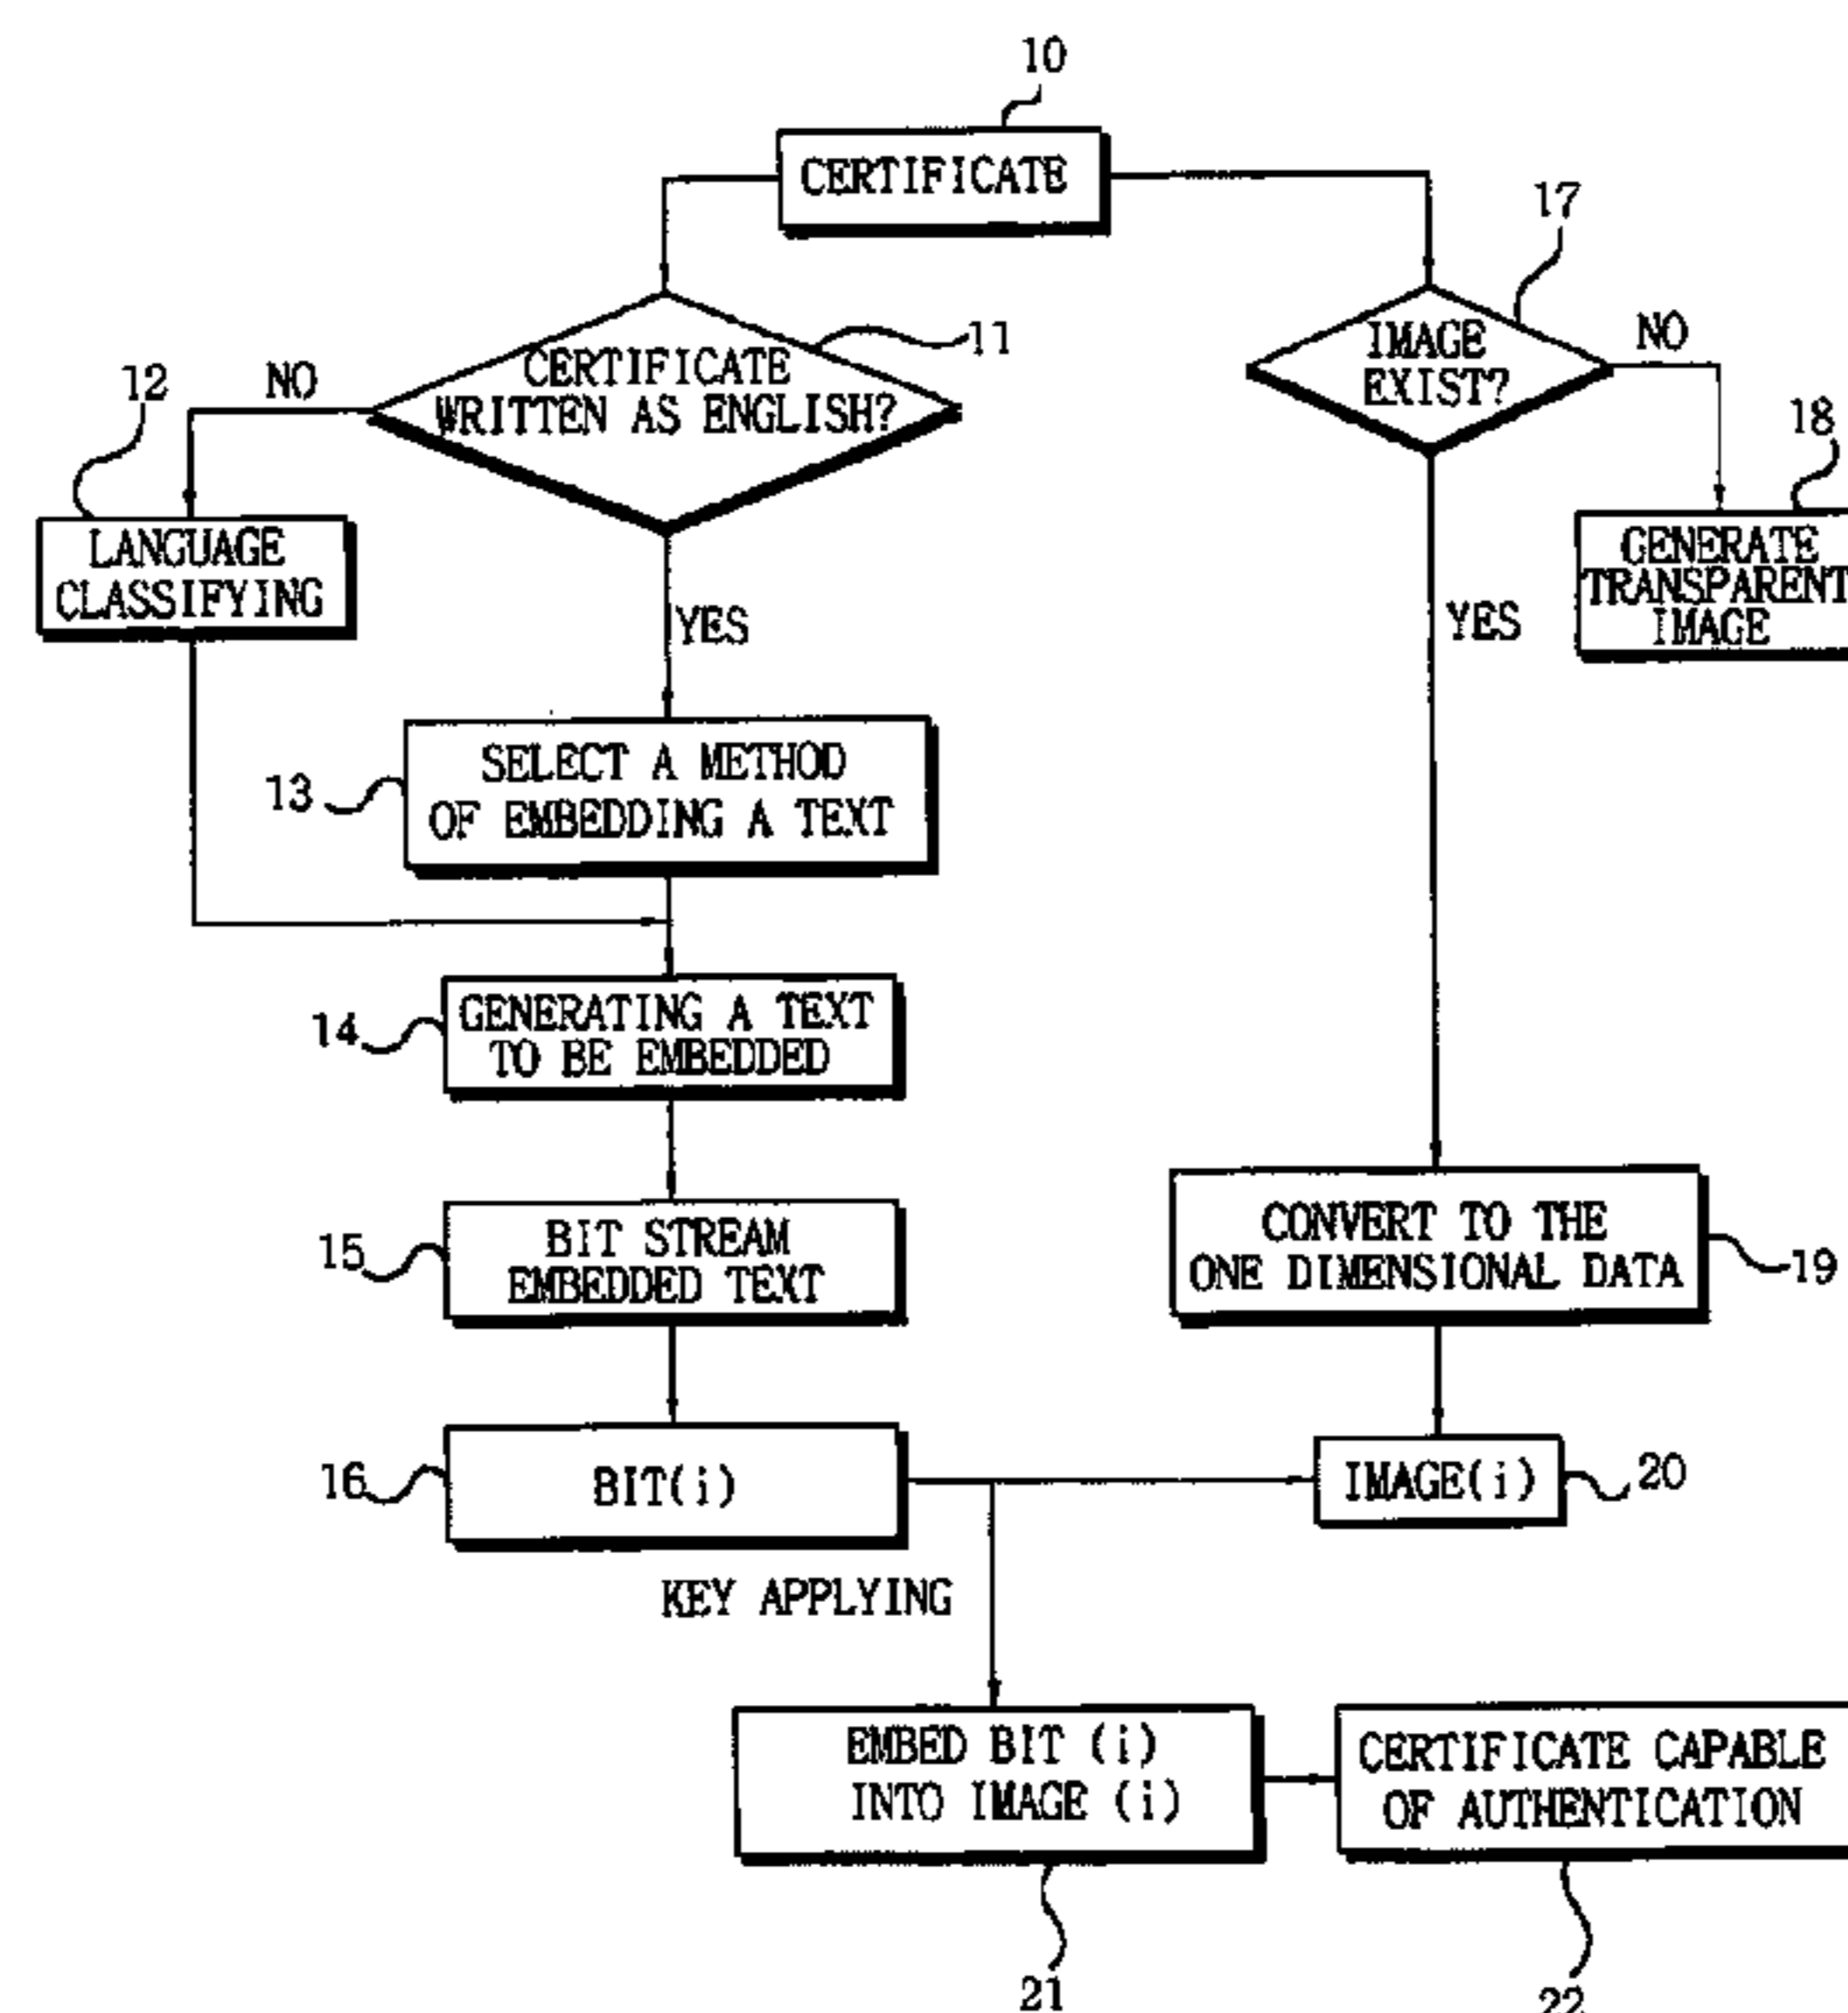 10
CERTIFICATE
17
11
CERTIFICATE
WRITTEN AS ENGLISH?
IMAGE
EXIST?
NO
12
NO
18
LANGUAGE
CLASSIFYING
GENERATE
TRANSPARENT
IMAGE
YES
YES
13
SELECT A METHOD
OF EMBEDDING A TEXT
14
GENERATING A TEXT
TO BE EMBEDDED
15
BIT STREAM
EMBEDDED TEXT
CONVERT TO THE
ONE DIMENSIONAL DATA
19
16
BIT(i)
IMAGE(i)
20
KEY APPLYING
EMBED BIT (i)
INTO IMAGE (i)
CERTIFICATE CAPABLE
OF AUTHENTICATION
21
22